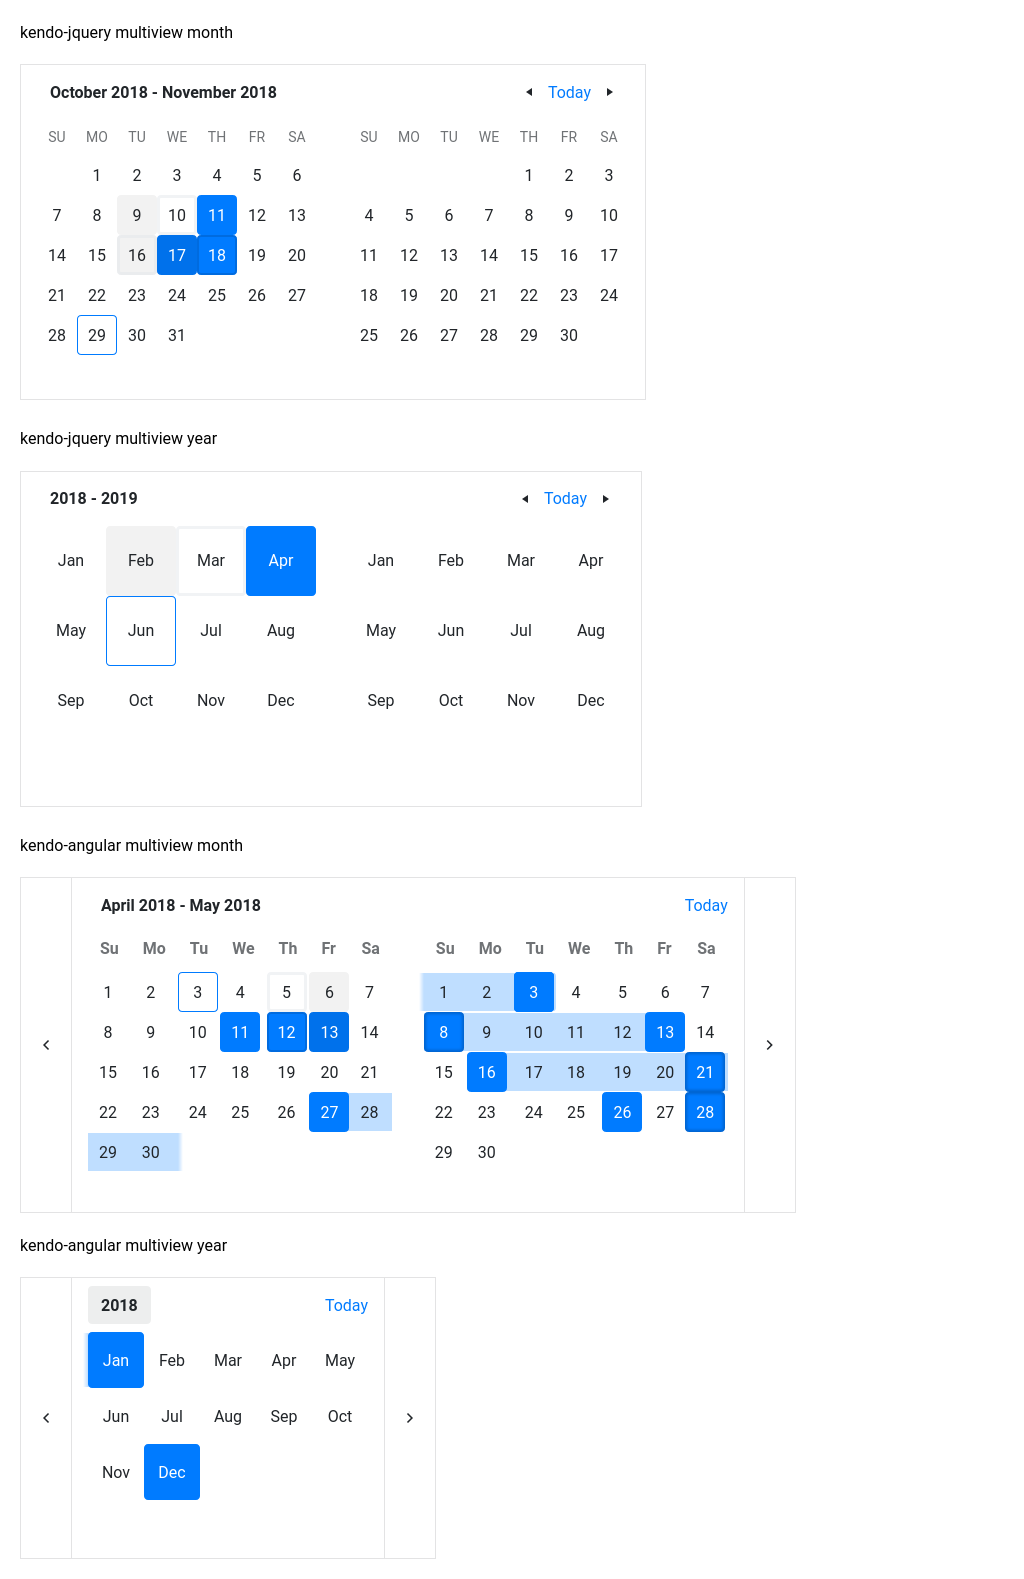 kendo-jquery multiview month
October 2018 - November 2018 Today
SU MO TU WE TH FR SA SU MO TU WE TH FR SA
1 2 3 4 5 6 1 2 3
7 8 9 10 11 12 13 4 5 6 7 8 9 10
14 15 16 17 18 19 20 11 12 13 14 15 16 17
21 22 23 24 25 26 27 18 19 20 21 22 23 24
28 29 30 31 25 26 27 28 29 30
kendo-jquery multiview year
2018 - 2019 Today
Jan Feb Mar Apr Jan Feb Mar Apr
May Jun Jul Aug May Jun Jul Aug
Sep Oct Nov Dec Sep Oct Nov Dec
kendo-angular multiview month
April 2018 - May 2018 Today
Su Mo Tu We Th Fr Sa Su Mo Tu We Th Fr Sa
1 2 3 4 5 6 7 1 2 3 4 5 6 7
8 9 10 11 12 13 14 8 9 10 11 12 13 14
15 16 17 18 19 20 21 15 16 17 18 19 20 21
22 23 24 25 26 27 28 22 23 24 25 26 27 28
29 30 29 30
kendo-angular multiview year
2018 Today
Jan Feb Mar Apr May
Jun Jul Aug Sep Oct
Nov Dec